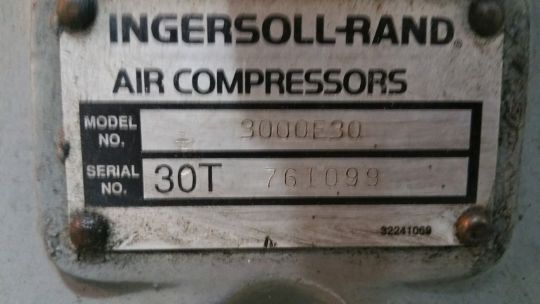 INGERSOLL-RAND®
AIR COMPRESSORS
MODEL NO. 3000E30
SERIAL NO. 30T 761099
32241069